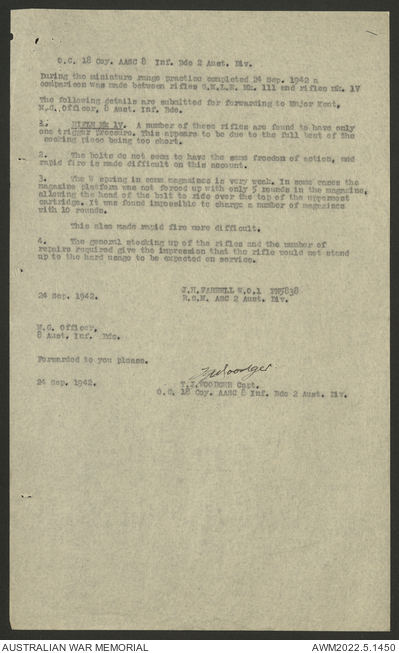 O.C. 18 Coy. AASC 8 Inf. Bde 2 Aust. Div.
During the miniature range practice completed 24 Sep. 1942 a
comparison was made between rifles S.M.L.E. Mk. 111 and rifles Mk. 1V
The following details are submitted for forwarding to Major Kent,
M.G. Officer, 8 Aust. Inf. Bde.
1. RIFLE Mk 1V. A number of these rifles are found to have only
one trigger pressure. This appears to be due to the full bent of the
cocking piece being too short.
2. The bolts do not seem to have the same freedom of action, and
rapid fire is made difficult on this account.
3. The W spring in some magazines is very weak. In some cases the
magazine platform was not forced up with only 5 rounds in the magazine,
allowing the head of the bolt to ride over the top of the uppermost
cartridge. It was found impossible to charge a number of magazines
with 10 rounds.
This also made rapid fire more difficult.
4. The general stocking up of the rifles and the number of
repairs required give the impression that the rifle would not stand
up to the hard usage to be expected on service.
J.H. W.O.1
24 Sep. 1942. R.S.M. ASC 2 Aust. Div.
M.G. Officer,
8 Aust. Inf. Bde.
Forwarded to you please.
Woodger
24 Sep. 1942. T.I.WOODGER Capt.
O.C. 18 Coy. AASC 8 Inf. Bde 2 Aust. Div.
AUSTRALIAN WAR MEMORIAL AWM2022.5.1450